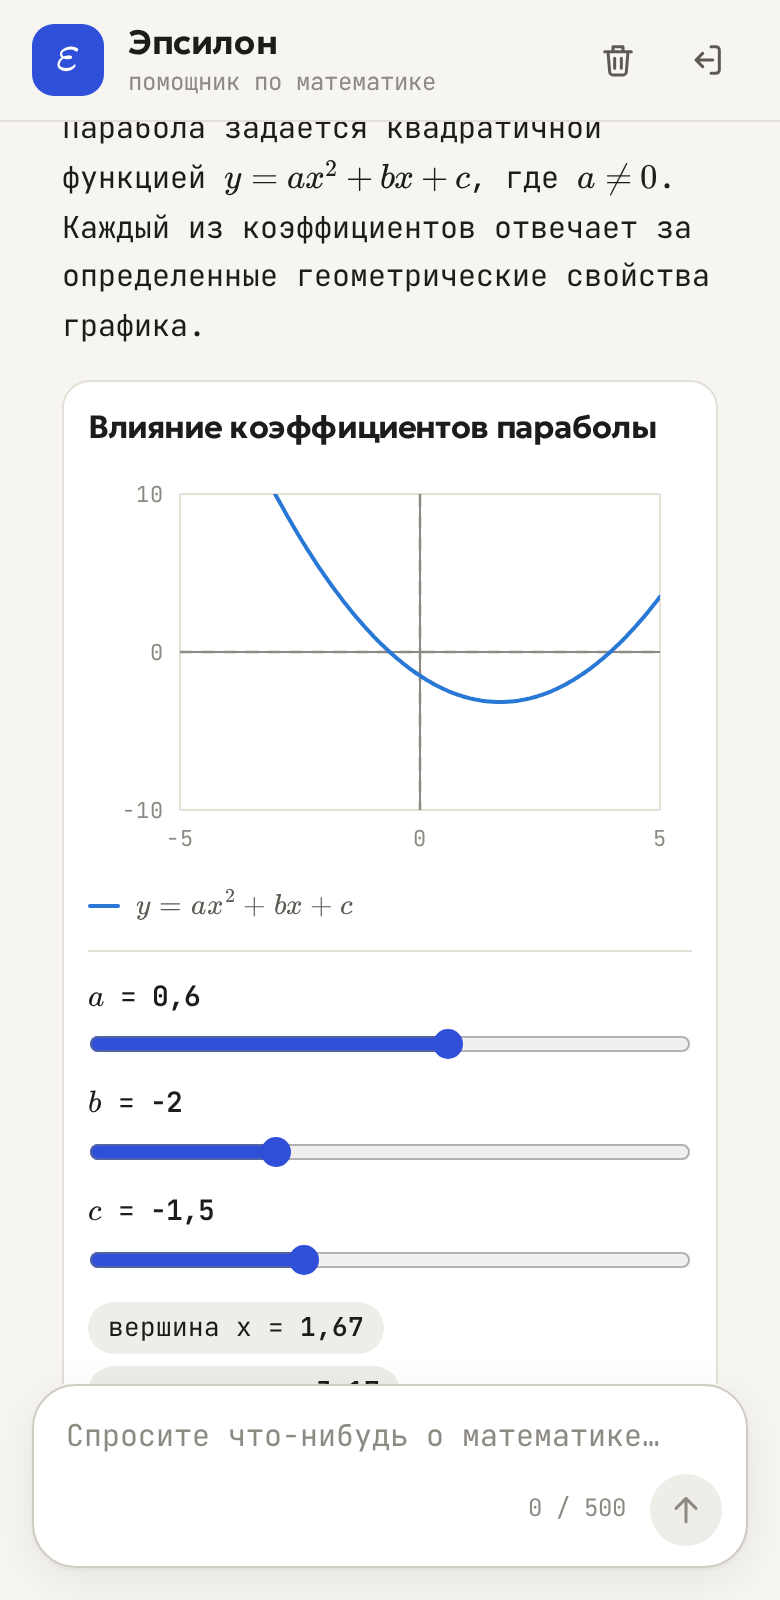 ε
Эпсилон
помощник по математике
Парабола задается квадратичной
функцией y = ax² + bx + c, где a ≠ 0.
Каждый из коэффициентов отвечает за
определенные геометрические свойства
графика.
Влияние коэффициентов параболы
10
0
-10
-5 0 5
y = ax² + bx + c
a = 0,6
b = -2
c = -1,5
вершина x = 1,67
Спросите что-нибудь о математике…
0 / 500